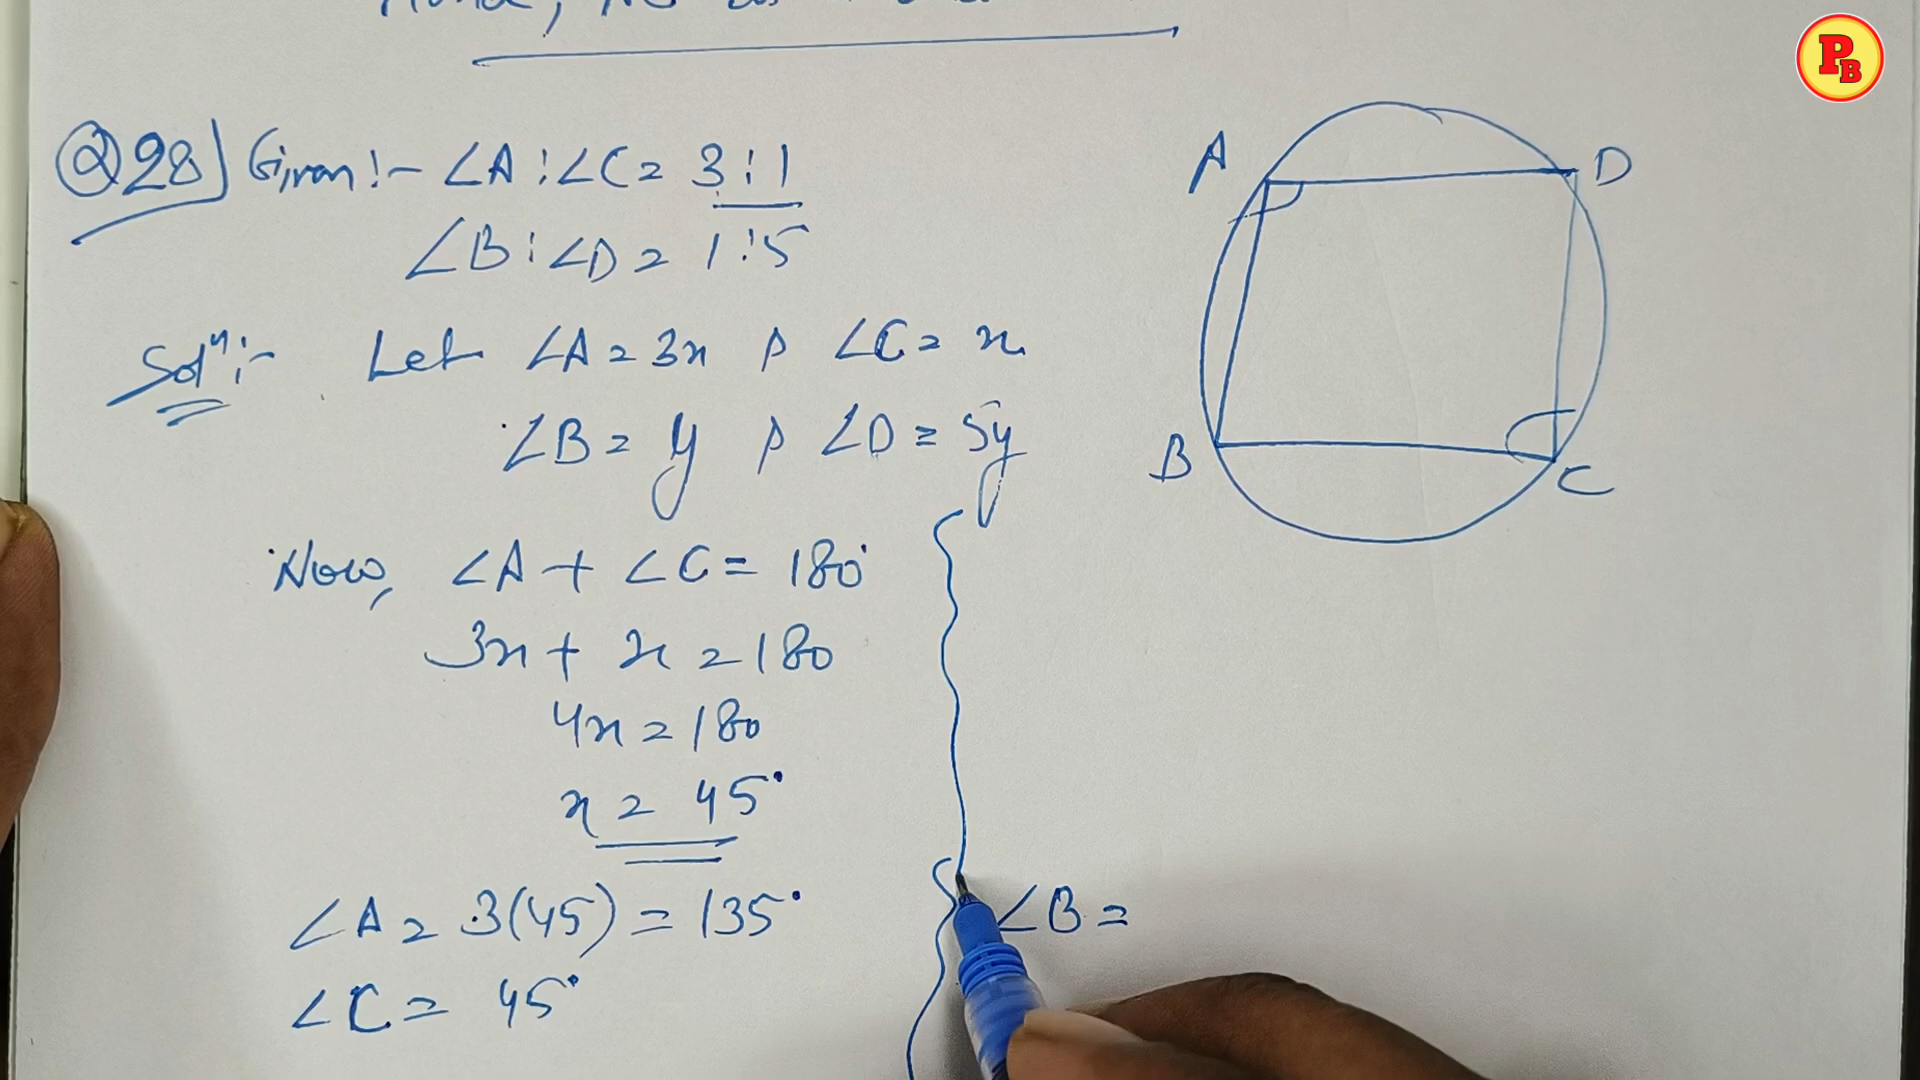 Q28) Given :- ∠A : ∠C = 3 : 1
∠B : ∠D = 1 : 5
Solⁿ :- Let ∠A = 3x , ∠C = x
∠B = y , ∠D = 5y
Now, ∠A + ∠C = 180°
3x + x = 180
4x = 180
x = 45°
∠A = 3(45) = 135°
∠C = 45°
∠B =
A
D
B
C
PB